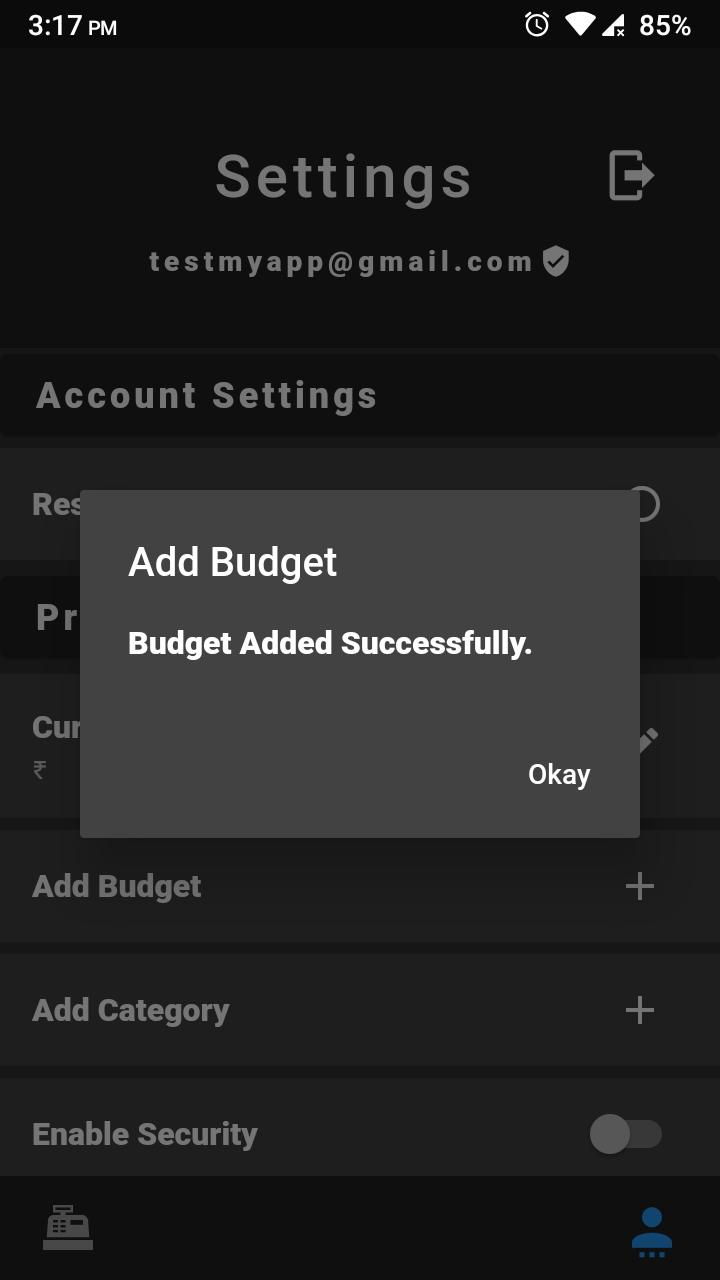 3:17 PM
85%
Settings
testmyapp@gmail.com
Account Settings
Res
Add Budget
Pr
Budget Added Successfully.
Cur
₹
Okay
Add Budget
Add Category
Enable Security